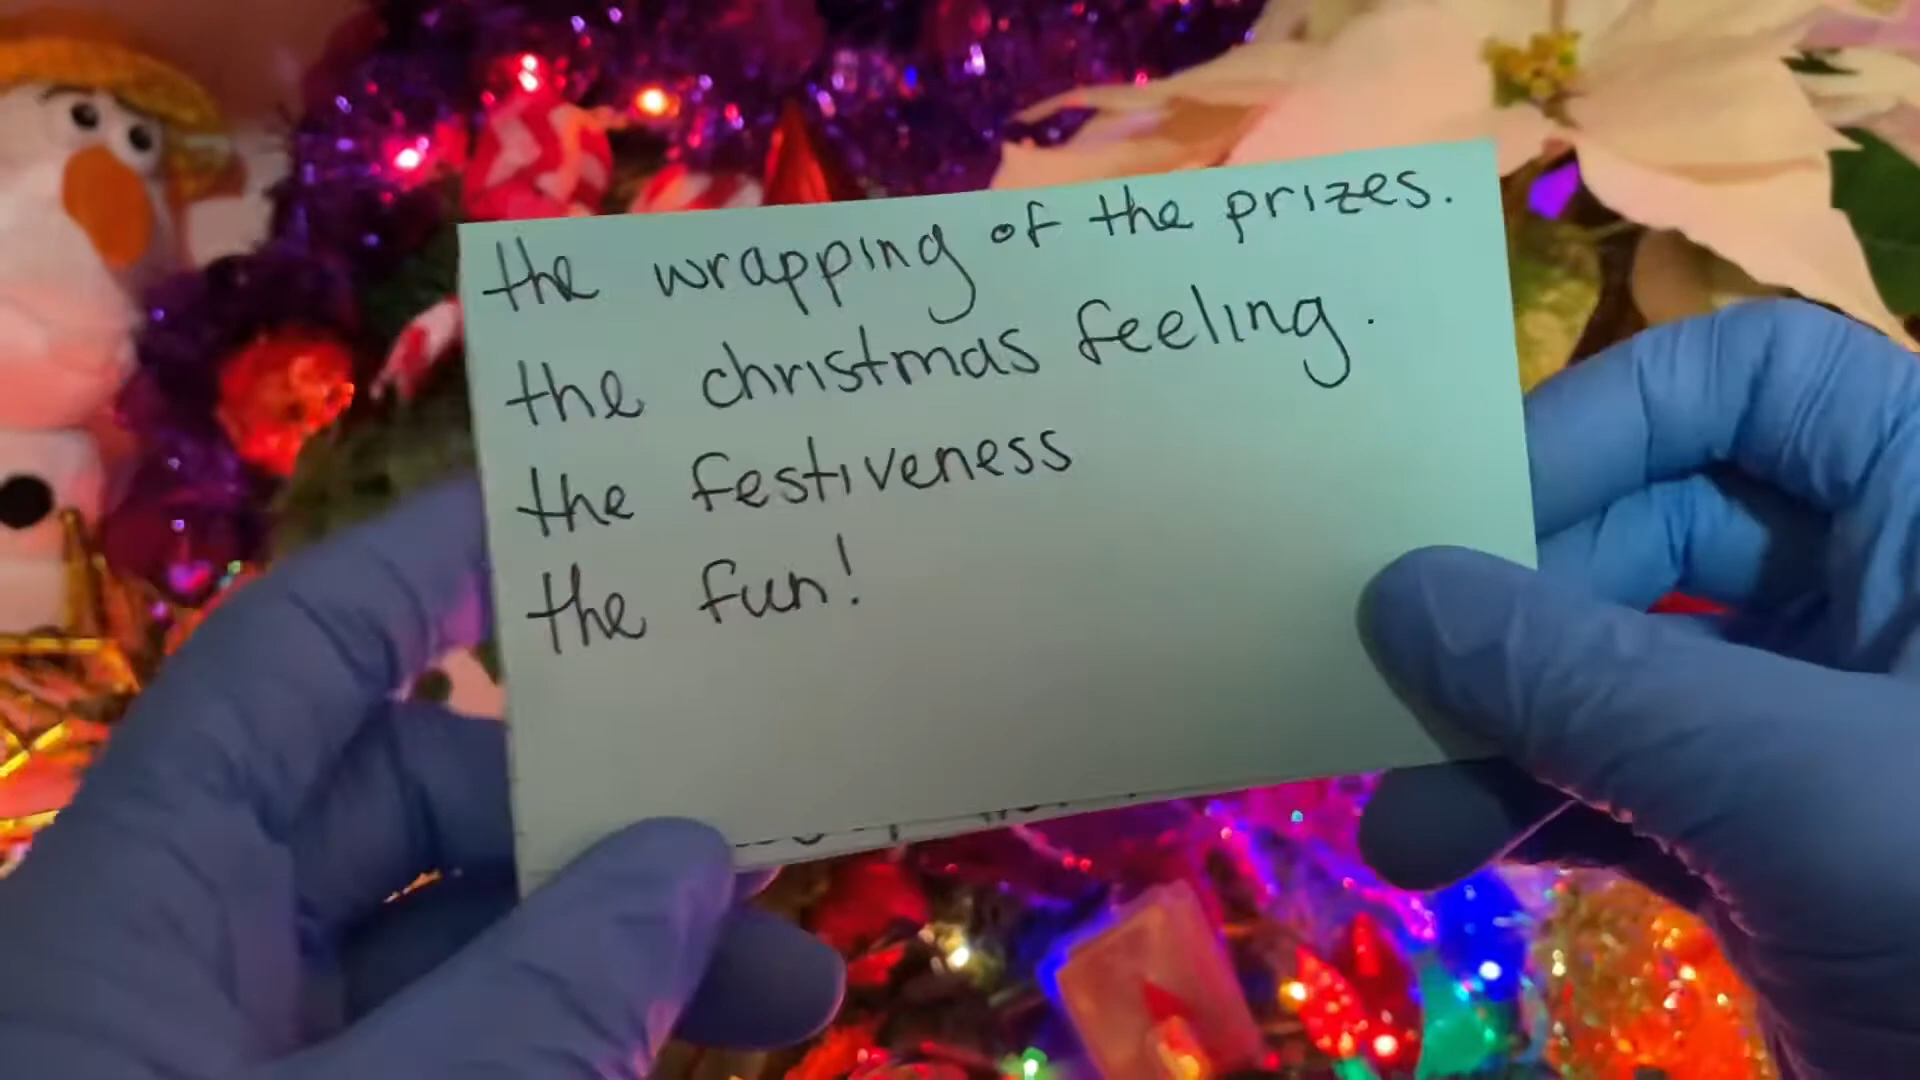 the wrapping of the prizes.
the christmas feeling.
the festiveness
the fun!